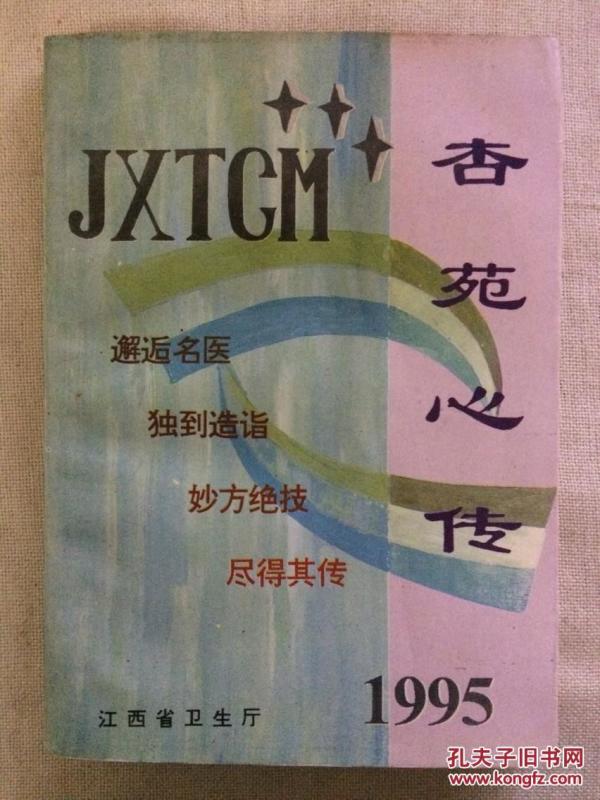 JXTCM
杏苑心传
邂逅名医
独到造诣
妙方绝技
尽得其传
江西省卫生厅
1995
孔夫子旧书网
www.kongfz.com